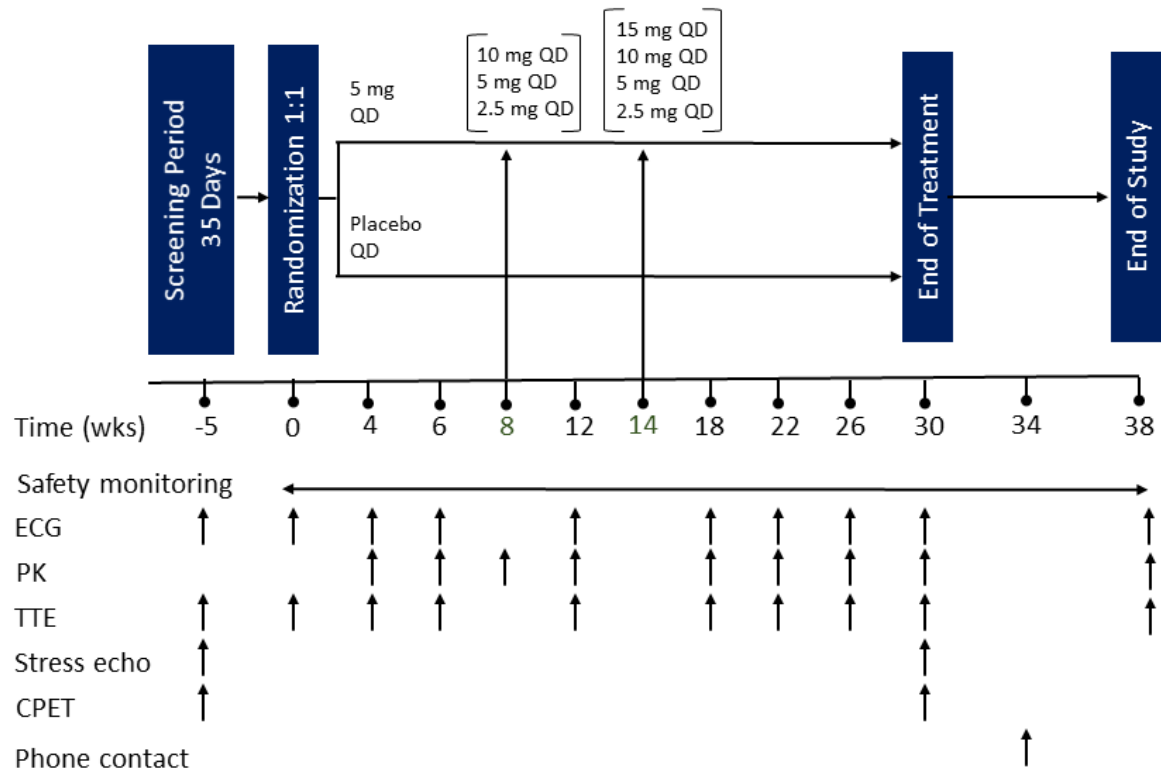 Screening Period
35 Days
Randomization 1:1
5 mg
QD
Placebo
QD
10 mg QD
5 mg QD
2.5 mg QD
15 mg QD
10 mg QD
5 mg QD
2.5 mg QD
End of Treatment
End of Study
Time (wks) -5 0 4 6 8 12 14 18 22 26 30 34 38
Safety monitoring
ECG
PK
TTE
Stress echo
CPET
Phone contact